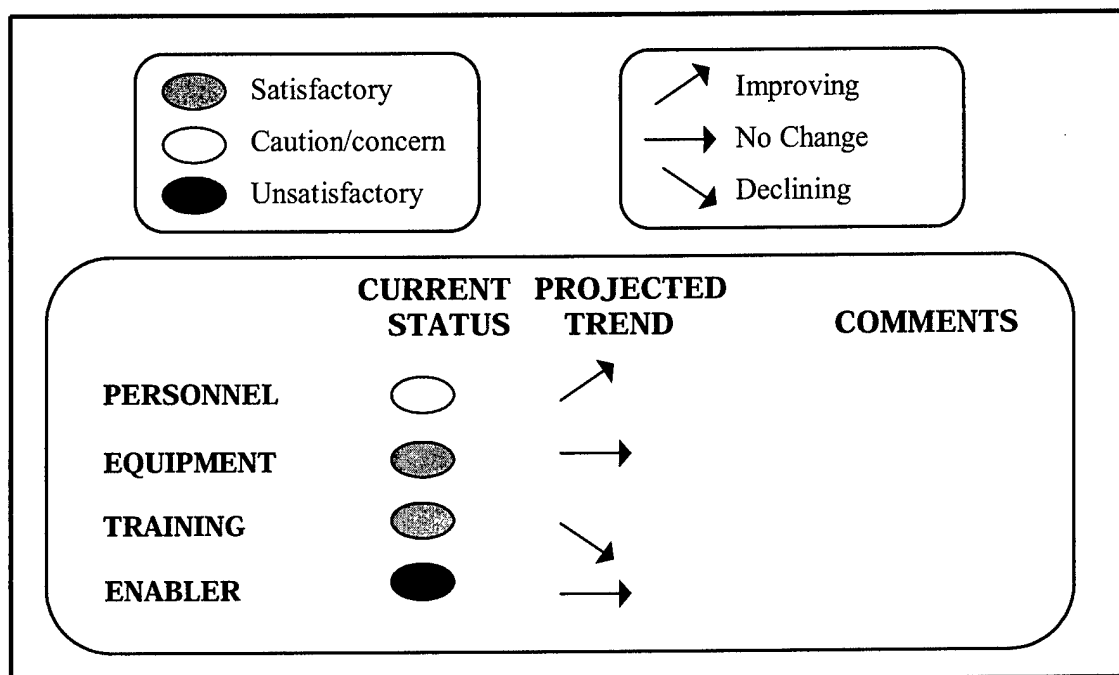 Satisfactory
Caution/concern
Unsatisfactory
Improving
No Change
Declining
CURRENT STATUS
PROJECTED TREND
COMMENTS
PERSONNEL
EQUIPMENT
TRAINING
ENABLER